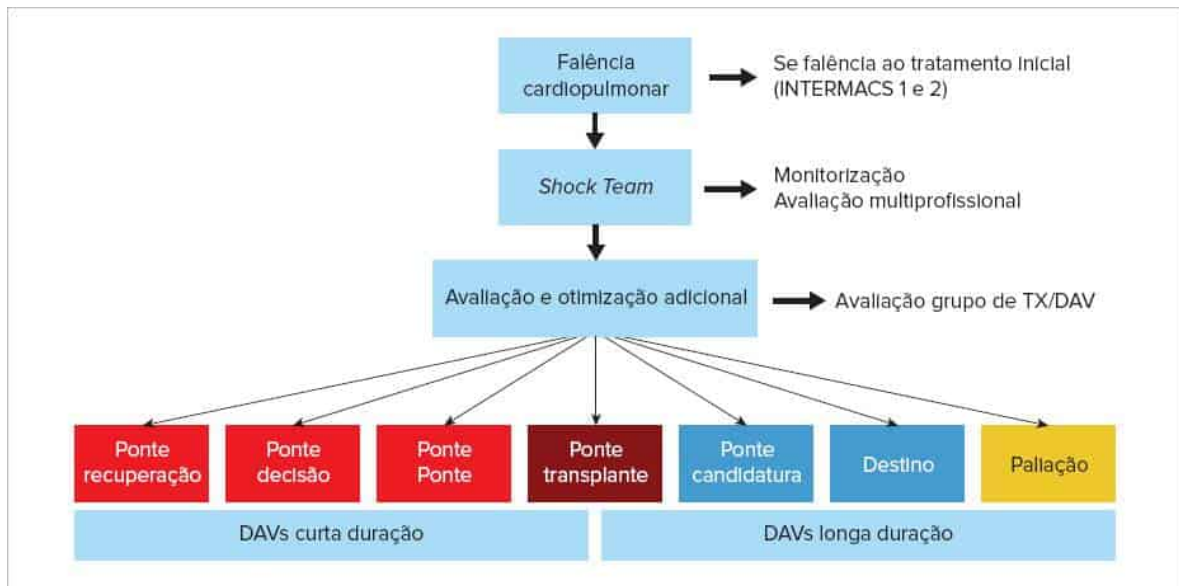 Falência
cardiopulmonar
Se falência ao tratamento inicial
(INTERMACS 1 e 2)
Shock Team
Monitorização
Avaliação multiprofissional
Avaliação e otimização adicional
Avaliação grupo de TX/DAV
Ponte
recuperação
Ponte
decisão
Ponte
Ponte
Ponte
transplante
Ponte
candidatura
Destino
Paliação
DAVs curta duração
DAVs longa duração